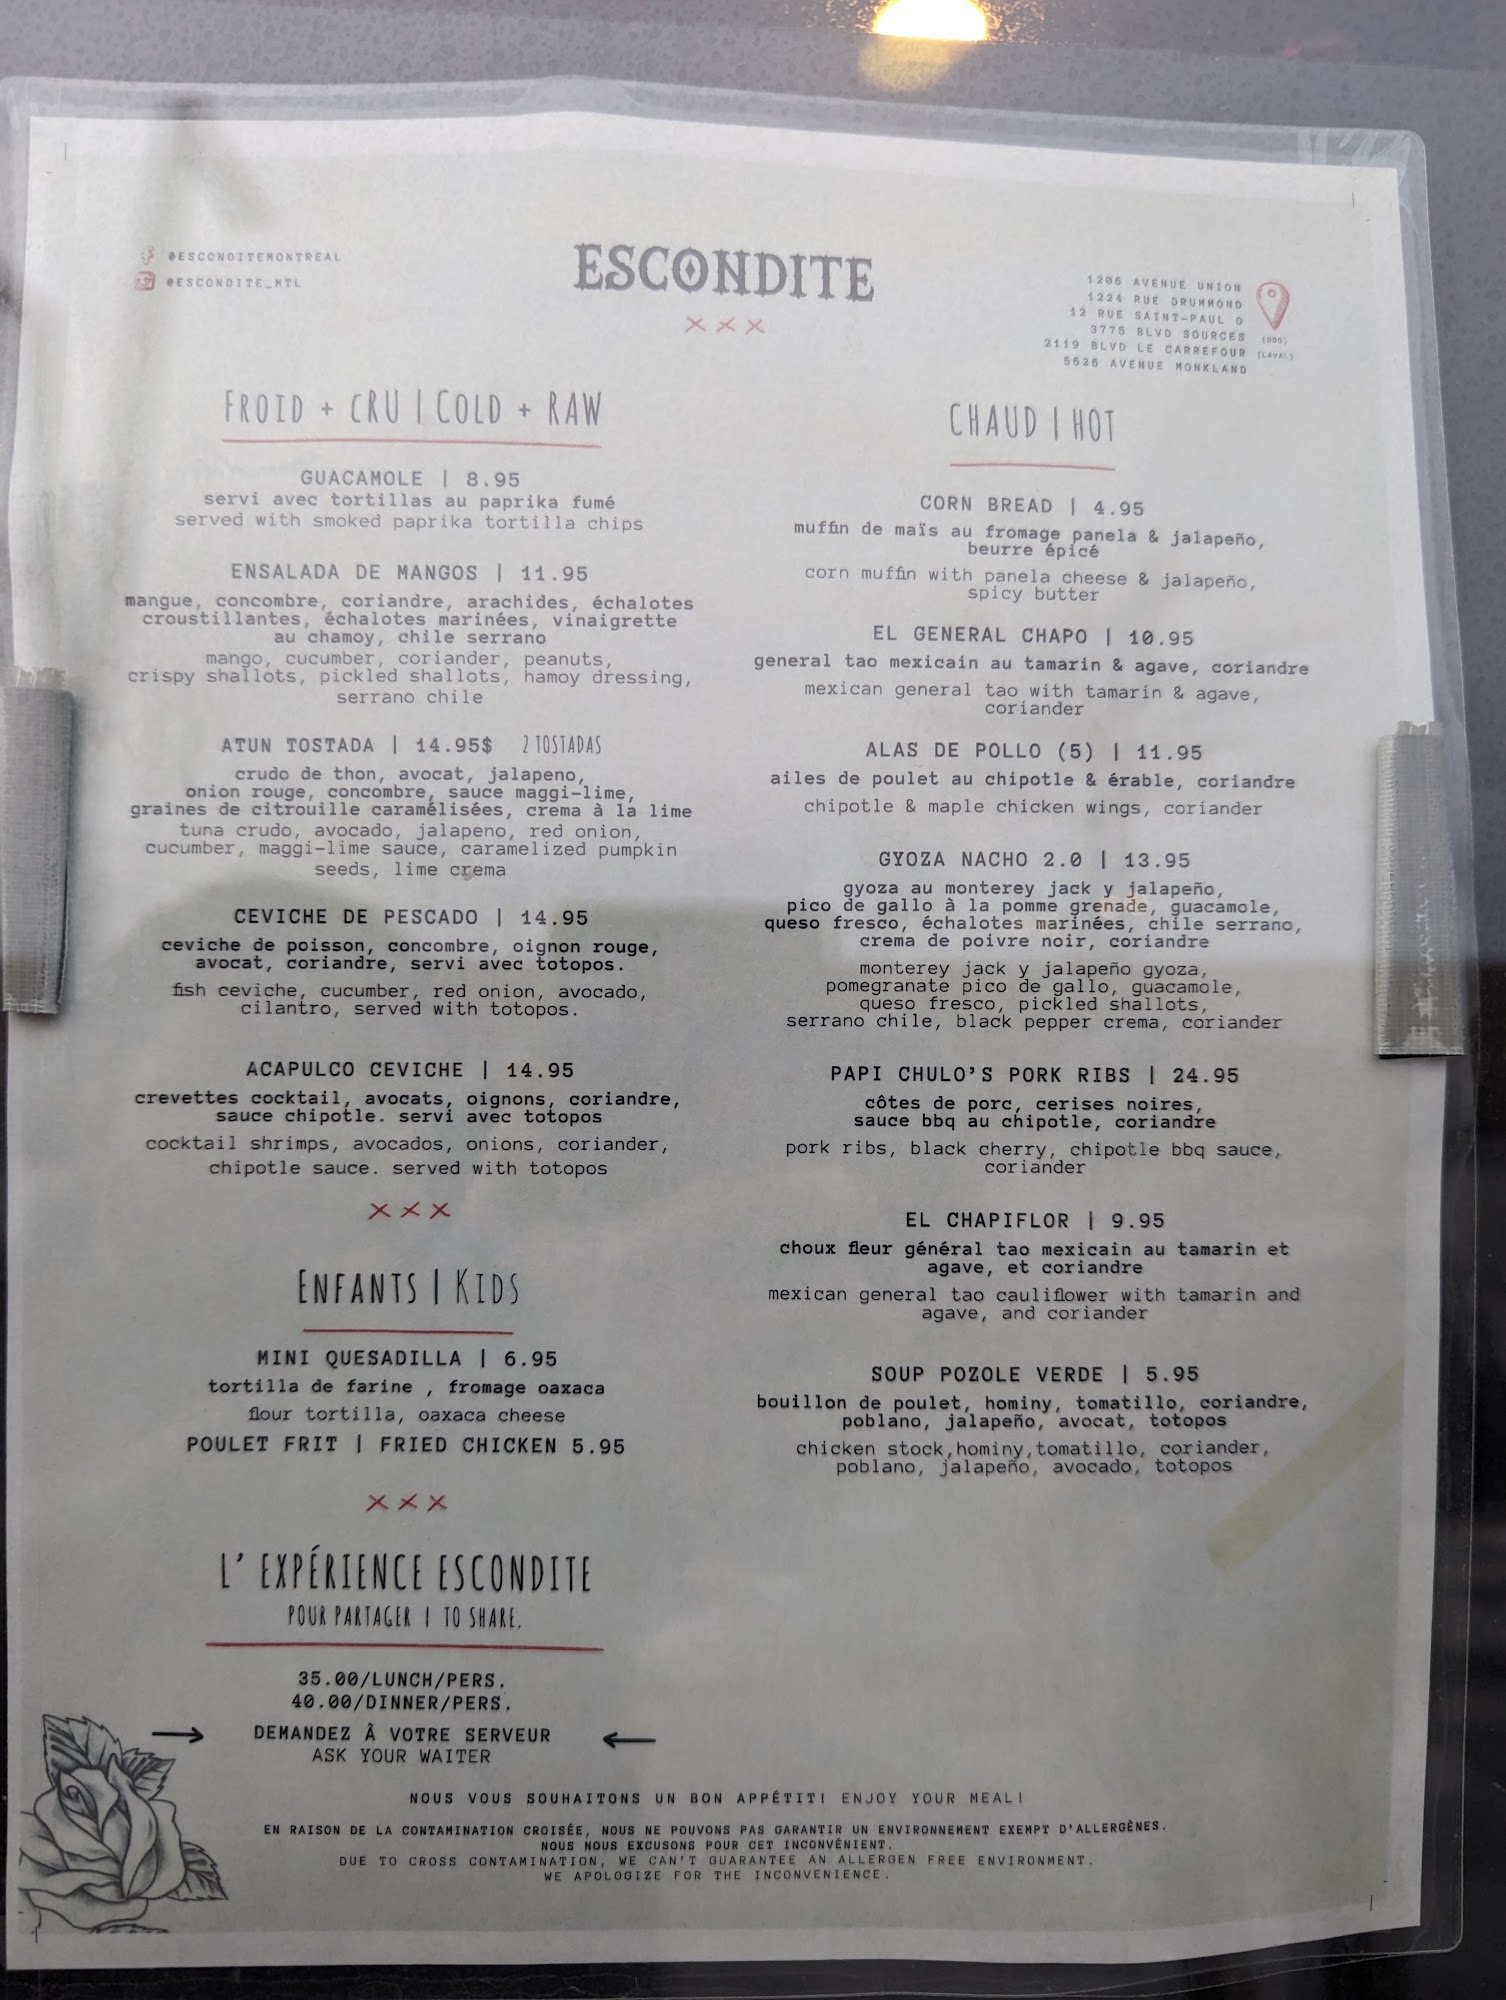 @ESCONDITEMONTREAL
@ESCONDITE_MTL
ESCONDITE
XXX
1206 AVENUE UNION
1224 RUE DRUMMOND
12 RUE SAINT-PAUL O
3775 BLVD SOURCES (DDO)
2119 BLVD LE CARREFOUR (LAVAL)
5626 AVENUE MONKLAND
FROID + CRU | COLD + RAW
GUACAMOLE | 8.95
servi avec tortillas au paprika fumé
served with smoked paprika tortilla chips
ENSALADA DE MANGOS | 11.95
mangue, concombre, coriandre, arachides, échalotes
croustillantes, échalotes marinées, vinaigrette
au chamoy, chile serrano
mango, cucumber, coriander, peanuts,
crispy shallots, pickled shallots, hamoy dressing,
serrano chile
ATUN TOSTADA | 14.95$ 2 TOSTADAS
crudo de thon, avocat, jalapeno,
onion rouge, concombre, sauce maggi-lime,
graines de citrouille caramélisées, crema à la lime
tuna crudo, avocado, jalapeno, red onion,
cucumber, maggi-lime sauce, caramelized pumpkin
seeds, lime crema
CEVICHE DE PESCADO | 14.95
ceviche de poisson, concombre, oignon rouge,
avocat, coriandre, servi avec totopos.
fish ceviche, cucumber, red onion, avocado,
cilantro, served with totopos.
ACAPULCO CEVICHE | 14.95
crevettes cocktail, avocats, oignons, coriandre,
sauce chipotle. servi avec totopos
cocktail shrimps, avocados, onions, coriander,
chipotle sauce. served with totopos
XXX
ENFANTS | KIDS
MINI QUESADILLA | 6.95
tortilla de farine , fromage oaxaca
flour tortilla, oaxaca cheese
POULET FRIT | FRIED CHICKEN 5.95
XXX
L' EXPÉRIENCE ESCONDITE
POUR PARTAGER | TO SHARE.
35.00/LUNCH/PERS.
40.00/DINNER/PERS.
DEMANDEZ À VOTRE SERVEUR
ASK YOUR WAITER
CHAUD | HOT
CORN BREAD | 4.95
muffin de maïs au fromage panela & jalapeño,
beurre épicé
corn muffin with panela cheese & jalapeño,
spicy butter
EL GENERAL CHAPO | 10.95
general tao mexicain au tamarin & agave, coriandre
mexican general tao with tamarin & agave,
coriander
ALAS DE POLLO (5) | 11.95
ailes de poulet au chipotle & érable, coriandre
chipotle & maple chicken wings, coriander
GYOZA NACHO 2.0 | 13.95
gyoza au monterey jack y jalapeño,
pico de gallo à la pomme grenade, guacamole,
queso fresco, échalotes marinées, chile serrano,
crema de poivre noir, coriandre
monterey jack y jalapeño gyoza,
pomegranate pico de gallo, guacamole,
queso fresco, pickled shallots,
serrano chile, black pepper crema, coriander
PAPI CHULO'S PORK RIBS | 24.95
côtes de porc, cerises noires,
sauce bbq au chipotle, coriandre
pork ribs, black cherry, chipotle bbq sauce,
coriander
EL CHAPIFLOR | 9.95
choux fleur général tao mexicain au tamarin et
agave, et coriandre
mexican general tao cauliflower with tamarin and
agave, and coriander
SOUP POZOLE VERDE | 5.95
bouillon de poulet, hominy, tomatillo, coriandre,
poblano, jalapeño, avocat, totopos
chicken stock,hominy,tomatillo, coriander,
poblano, jalapeño, avocado, totopos
NOUS VOUS SOUHAITONS UN BON APPÉTIT! ENJOY YOUR MEAL!
EN RAISON DE LA CONTAMINATION CROISÉE, NOUS NE POUVONS PAS GARANTIR UN ENVIRONNEMENT EXEMPT D'ALLERGÈNES.
NOUS NOUS EXCUSONS POUR CET INCONVÉNIENT.
DUE TO CROSS CONTAMINATION, WE CAN'T GUARANTEE AN ALLERGEN FREE ENVIRONMENT.
WE APOLOGIZE FOR THE INCONVENIENCE.